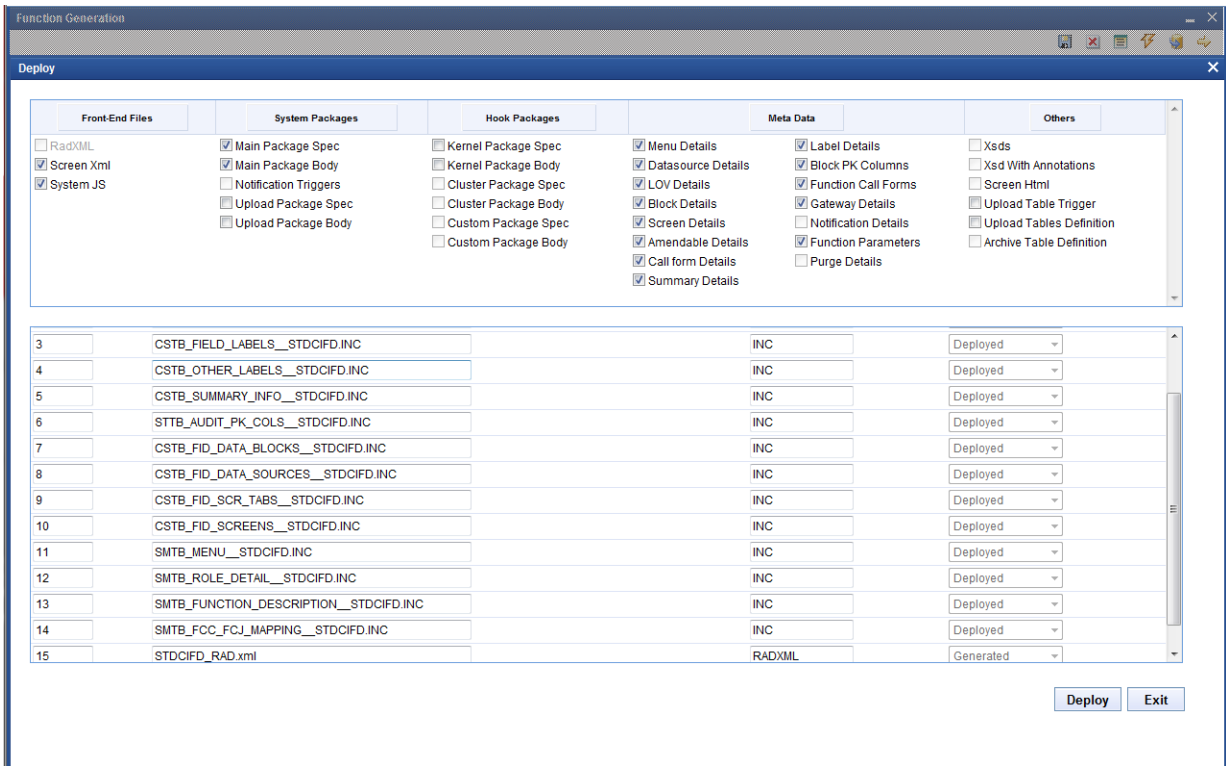 Function Generation
Deploy
Front-End Files System Packages Hook Packages Meta Data Others
RadXML Main Package Spec Kernel Package Spec Menu Details Label Details Xsds
Screen Xml Main Package Body Kernel Package Body Datasource Details Block PK Columns Xsd With Annotations
System JS Notification Triggers Cluster Package Spec LOV Details Function Call Forms Screen Html
Upload Package Spec Cluster Package Body Block Details Gateway Details Upload Table Trigger
Upload Package Body Custom Package Spec Screen Details Notification Details Upload Tables Definition
Custom Package Body Amendable Details Function Parameters Archive Table Definition
Call form Details Purge Details
Summary Details
3 CSTB_FIELD_LABELS__STDCIFD.INC INC Deployed
4 CSTB_OTHER_LABELS__STDCIFD.INC INC Deployed
5 CSTB_SUMMARY_INFO__STDCIFD.INC INC Deployed
6 STTB_AUDIT_PK_COLS__STDCIFD.INC INC Deployed
7 CSTB_FID_DATA_BLOCKS__STDCIFD.INC INC Deployed
8 CSTB_FID_DATA_SOURCES__STDCIFD.INC INC Deployed
9 CSTB_FID_SCR_TABS__STDCIFD.INC INC Deployed
10 CSTB_FID_SCREENS__STDCIFD.INC INC Deployed
11 SMTB_MENU__STDCIFD.INC INC Deployed
12 SMTB_ROLE_DETAIL__STDCIFD.INC INC Deployed
13 SMTB_FUNCTION_DESCRIPTION__STDCIFD.INC INC Deployed
14 SMTB_FCC_FCJ_MAPPING__STDCIFD.INC INC Deployed
15 STDCIFD_RAD.xml RADXML Generated
Deploy Exit